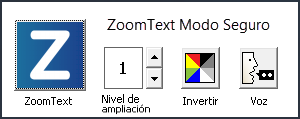 ZoomText Modo Seguro
Z
1
ZoomText
Nivel de
ampliación
Invertir
Voz